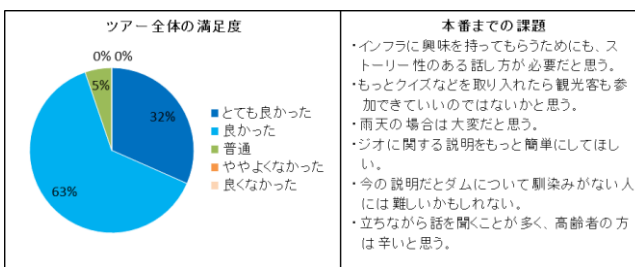 ツアー全体の満足度
0% 0%
5%
32%
63%
とても良かった
良かった
普通
ややよくなかった
良くなかった
本番までの課題
・インフラに興味を持ってもらうためにも、ス
トーリー性のある話し方が必要だと思う。
・もっとクイズなどを取り入れたら観光客も参
加できていいのではないかと思う。
・雨天の場合は大変だと思う。
・ジオに関する説明をもっと簡単にしてほし
い。
・今の説明だとダムについて馴染みがない人
には難しいかもしれない。
・立ちながら話を聞くことが多く、高齢者の方
は辛いと思う。